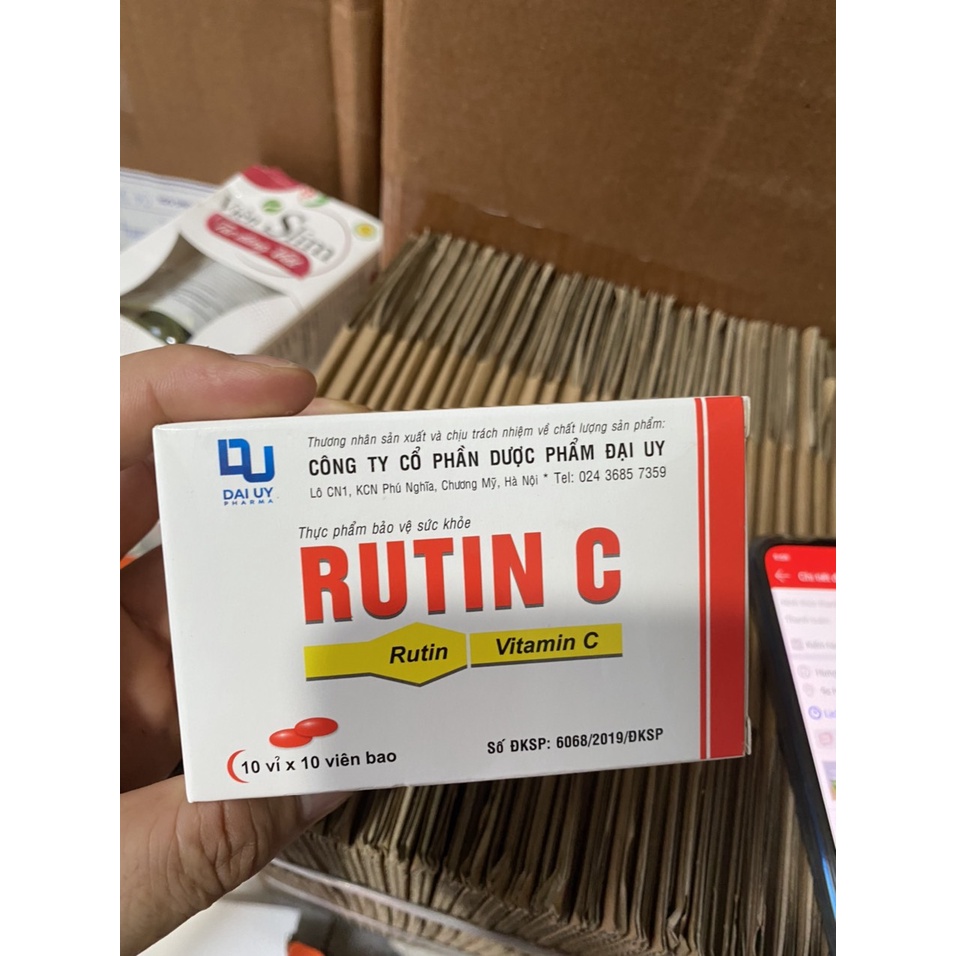 Viên Slim
DAI UY
PHARMA
Thương nhân sản xuất và chịu trách nhiệm về chất lượng sản phẩm:
CÔNG TY CỔ PHẦN DƯỢC PHẨM ĐẠI UY
Lô CN1, KCN Phú Nghĩa, Chương Mỹ, Hà Nội * Tel: 024 3685 7359
Thực phẩm bảo vệ sức khỏe
RUTIN C
Rutin
Vitamin C
10 vỉ x 10 viên bao
Số ĐKSP: 6068/2019/ĐKSP